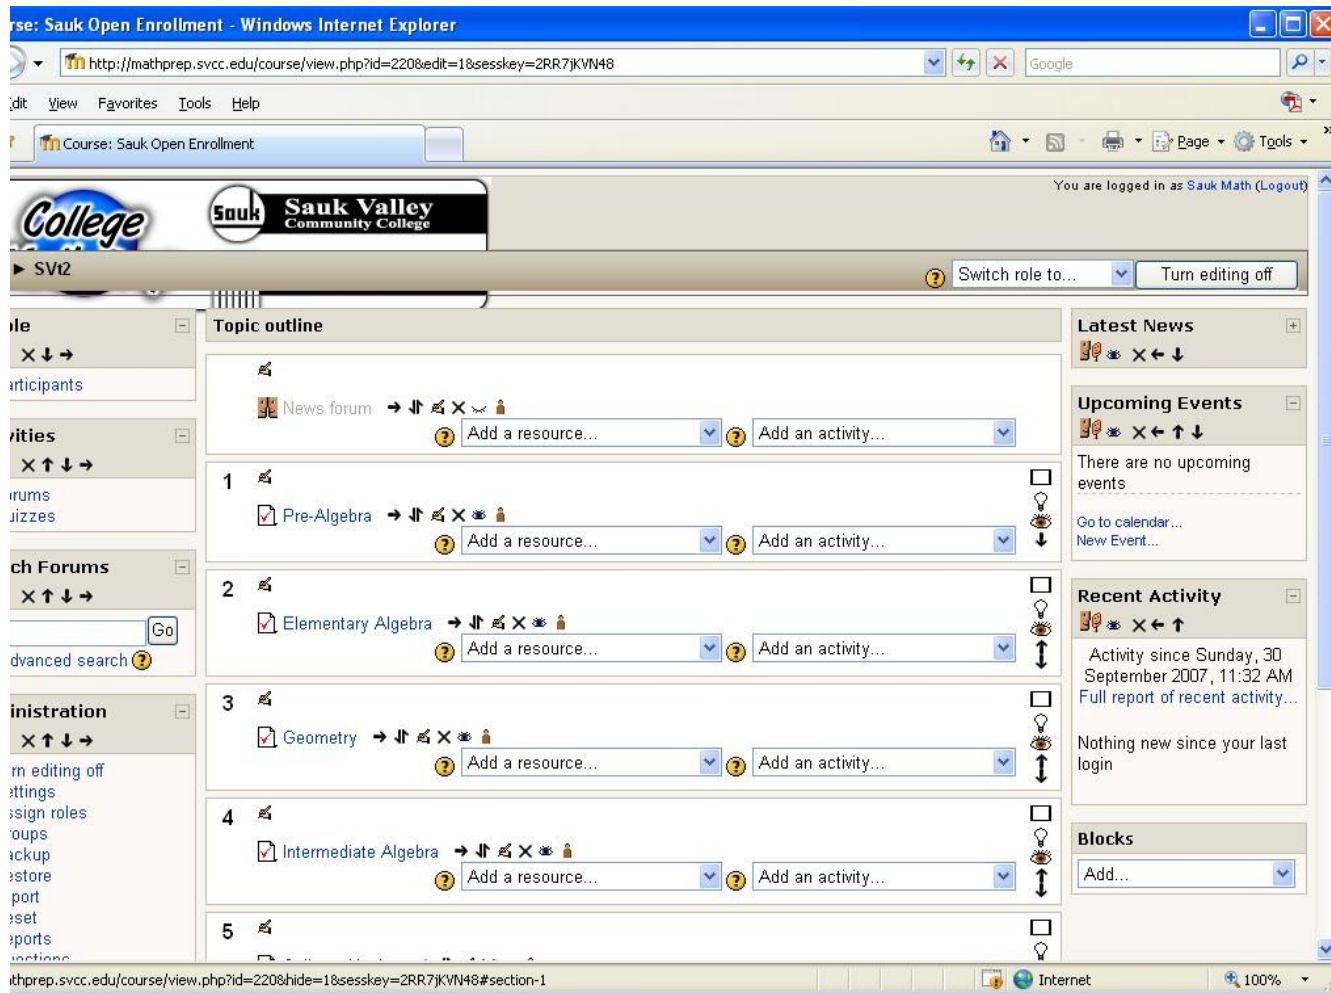 rse: Sauk Open Enrollment - Windows Internet Explorer
http://mathprep.svcc.edu/course/view.php?id=220&edit=1&sesskey=2RR7jKVN48
Google
dit View Favorites Tools Help
Course: Sauk Open Enrollment
Page Tools
You are logged in as Sauk Math (Logout)
College
Sauk
Sauk Valley
Community College
► SVt2
Switch role to...
Turn editing off
ple
articipants
vities
orums
uizzes
ch Forums
Go
dvanced search
inistration
rn editing off
ettings
ssign roles
roups
ackup
estore
port
eset
eports
Topic outline
News forum
Add a resource... Add an activity...
1
Pre-Algebra
Add a resource... Add an activity...
2
Elementary Algebra
Add a resource... Add an activity...
3
Geometry
Add a resource... Add an activity...
4
Intermediate Algebra
Add a resource... Add an activity...
5
Latest News
Upcoming Events
There are no upcoming
events
Go to calendar...
New Event...
Recent Activity
Activity since Sunday, 30
September 2007, 11:32 AM
Full report of recent activity...
Nothing new since your last
login
Blocks
Add...
thprep.svcc.edu/course/view.php?id=220&hide=1&sesskey=2RR7jKVN48#section-1
Internet
100%